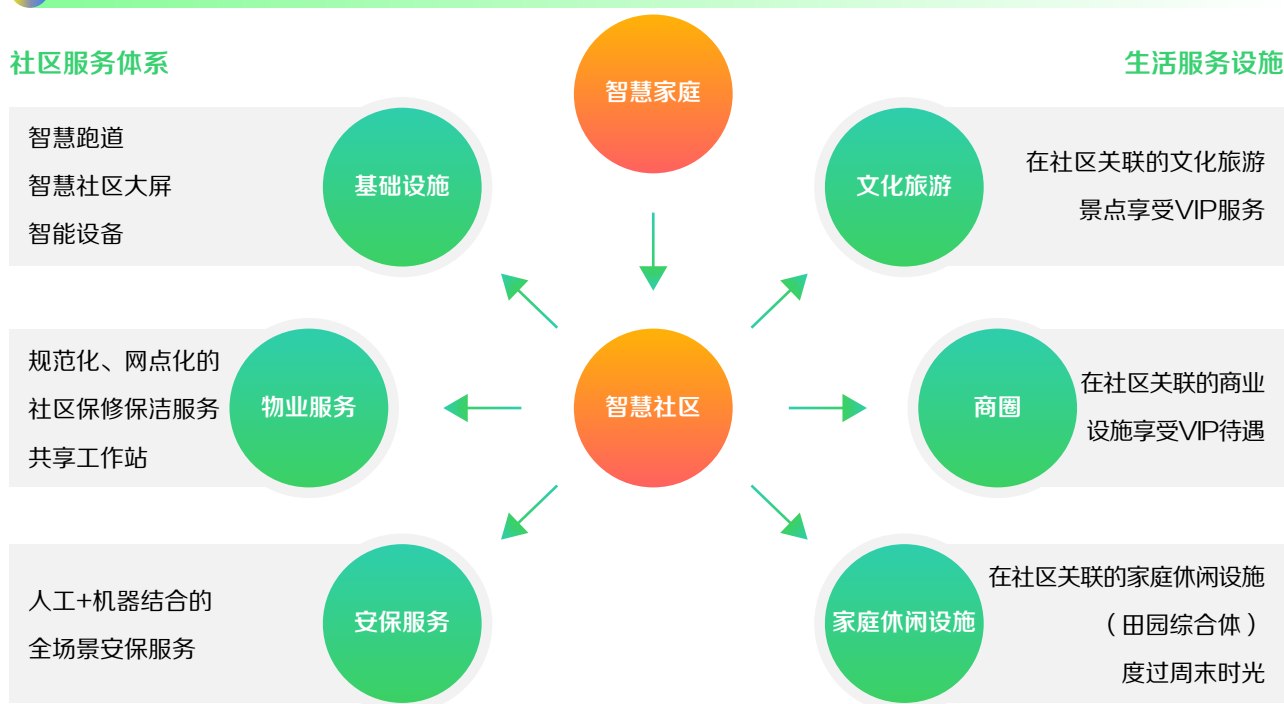 社区服务体系
智慧家庭
生活服务设施
智慧跑道
智慧社区大屏
智能设备
基础设施
文化旅游
在社区关联的文化旅游
景点享受VIP服务
规范化、网点化的
社区保修保洁服务
共享工作站
物业服务
智慧社区
商圈
在社区关联的商业
设施享受VIP待遇
人工+机器结合的
全场景安保服务
安保服务
家庭休闲设施
在社区关联的家庭休闲设施
（田园综合体）
度过周末时光